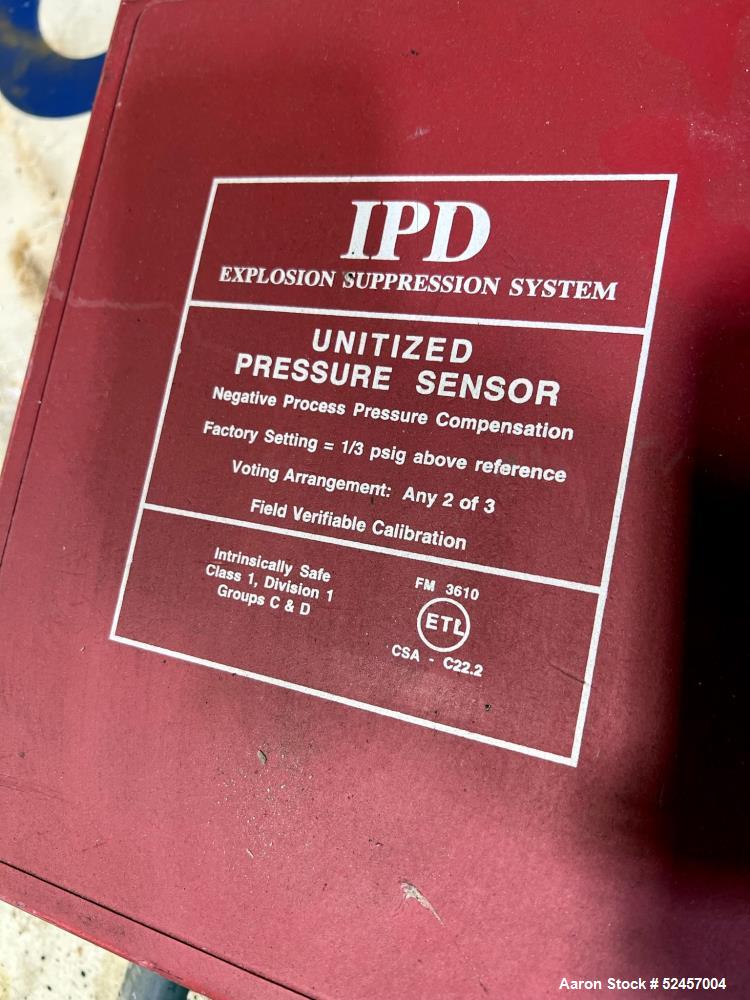 IPD
EXPLOSION SUPPRESSION SYSTEM
UNITIZED
PRESSURE SENSOR
Negative Process Pressure Compensation
Factory Setting = 1/3 psig above reference
Voting Arrangement: Any 2 of 3
Field Verifiable Calibration
Intrinsically Safe
Class 1, Division 1
Groups C & D
FM 3610
ETL
CSA - C22.2
Aaron Stock # 52457004